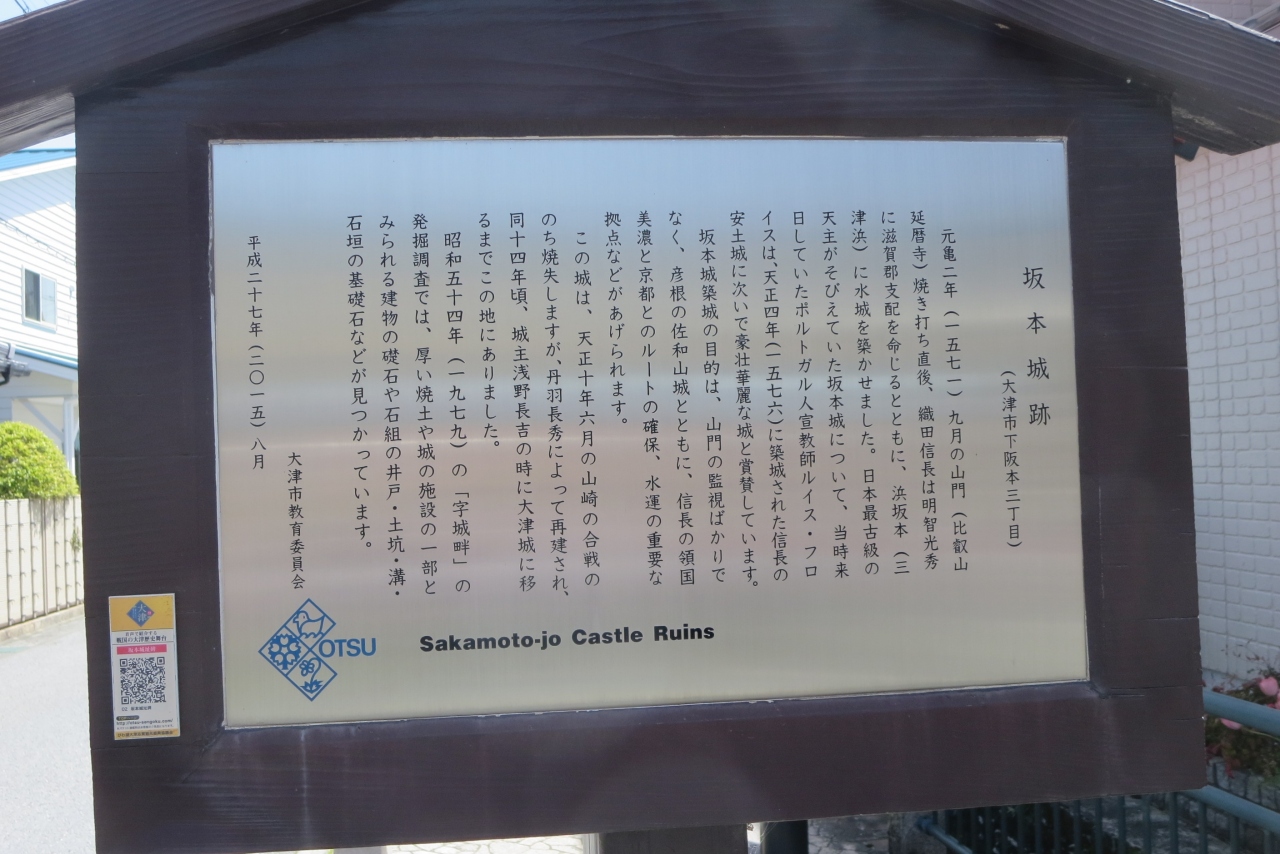 坂本城跡
（大津市下阪本三丁目）
元亀二年（一五七一）九月の山門（比叡山
延暦寺）焼き打ち直後、織田信長は明智光秀
に滋賀郡支配を命じるとともに、浜坂本（三
津浜）に水城を築かせました。日本最古級の
天主がそびえていた坂本城について、当時来
日していたポルトガル人宣教師ルイス・フロ
イスは、天正四年（一五七六）に築城された信長の
安土城に次いで豪壮華麗な城と賞賛しています。
坂本城築城の目的は、山門の監視ばかりで
なく、彦根の佐和山城とともに、信長の領国
美濃と京都とのルートの確保、水運の重要な
拠点などがあげられます。
この城は、天正十年六月の山崎の合戦の
のち焼失しますが、丹羽長秀によって再建され、
同十四年頃、城主浅野長吉の時に大津城に移
るまでこの地にありました。
昭和五十四年（一九七九）の「字城畔」の
発掘調査では、厚い焼土や城の施設の一部と
みられる建物の礎石や石組の井戸・土坑・溝・
石垣の基礎石などが見つかっています。
大津市教育委員会
平成二十七年（二〇一五）八月
OTSU
Sakamoto-jo Castle Ruins
大津
戦国の大津歴史舞台
坂本城址
http://otsu-sengoku.com/